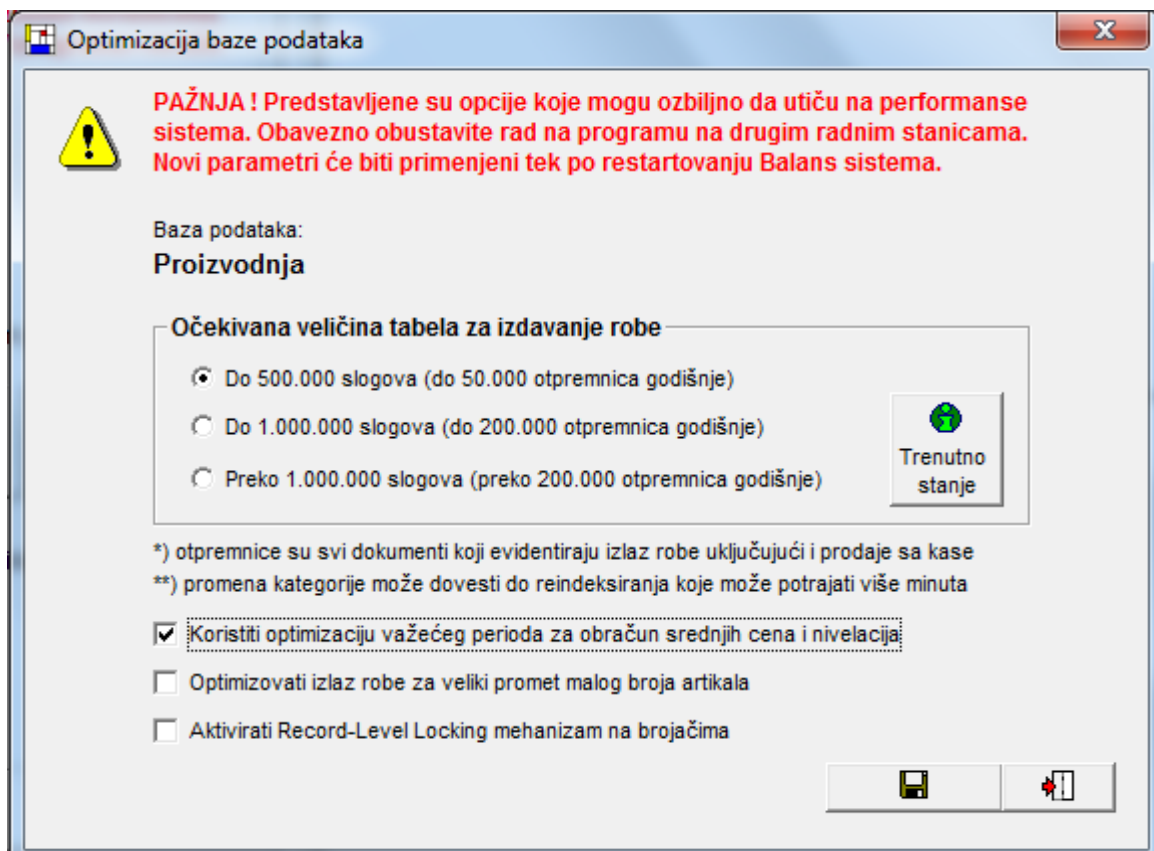 Optimizacija baze podataka
PAŽNJA ! Predstavljene su opcije koje mogu ozbiljno da utiču na performanse
sistema. Obavezno obustavite rad na programu na drugim radnim stanicama.
Novi parametri će biti primenjeni tek po restartovanju Balans sistema.
Baza podataka:
Proizvodnja
Očekivana veličina tabela za izdavanje robe
Do 500.000 slogova (do 50.000 otpremnica godišnje)
Do 1.000.000 slogova (do 200.000 otpremnica godišnje)
Preko 1.000.000 slogova (preko 200.000 otpremnica godišnje)
Trenutno
stanje
*) otpremnice su svi dokumenti koji evidentiraju izlaz robe uključujući i prodaje sa kase
**) promena kategorije može dovesti do reindeksiranja koje može potrajati više minuta
Koristiti optimizaciju važećeg perioda za obračun srednjih cena i nivelacija
Optimizovati izlaz robe za veliki promet malog broja artikala
Aktivirati Record-Level Locking mehanizam na brojačima